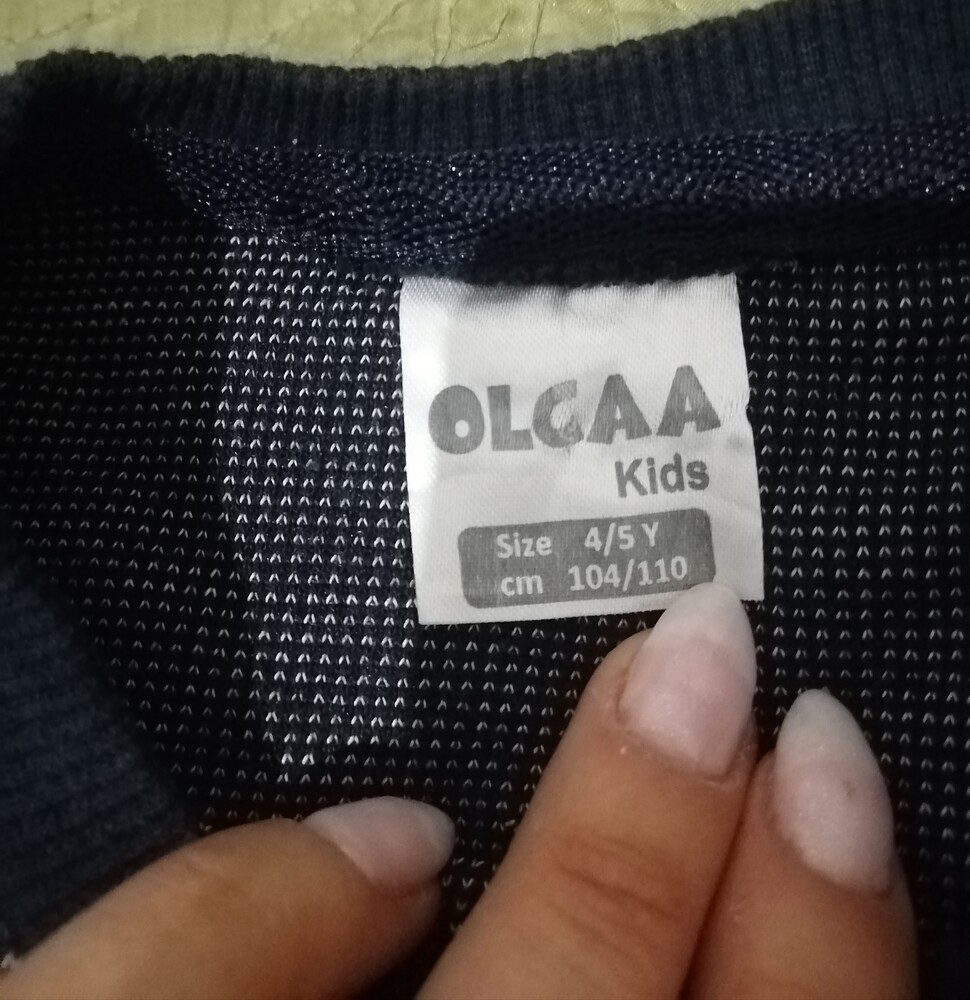 OLCAA
Kids
Size 4/5 Y
cm 104/110